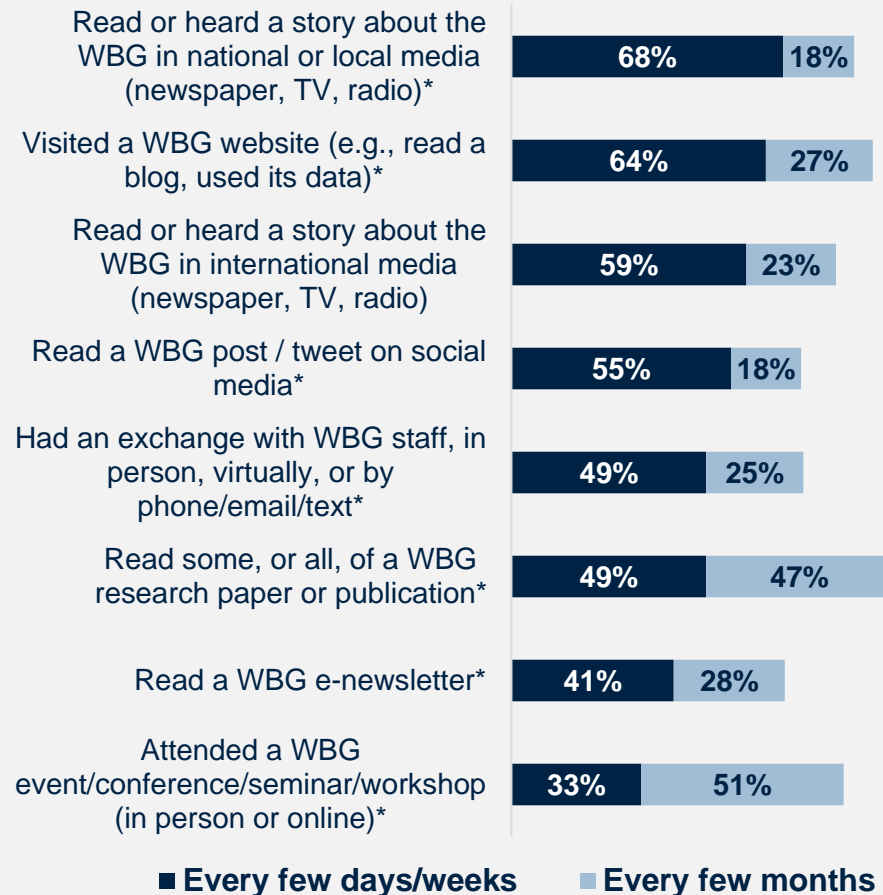 Read or heard a story about the
WBG in national or local media
(newspaper, TV, radio)*
68% 18%
Visited a WBG website (e.g., read a
blog, used its data)*
64% 27%
Read or heard a story about the
WBG in international media
(newspaper, TV, radio)
59% 23%
Read a WBG post / tweet on social
media*
55% 18%
Had an exchange with WBG staff, in
person, virtually, or by
phone/email/text*
49% 25%
Read some, or all, of a WBG
research paper or publication*
49% 47%
Read a WBG e-newsletter*
41% 28%
Attended a WBG
event/conference/seminar/workshop
(in person or online)*
33% 51%
Every few days/weeks Every few months